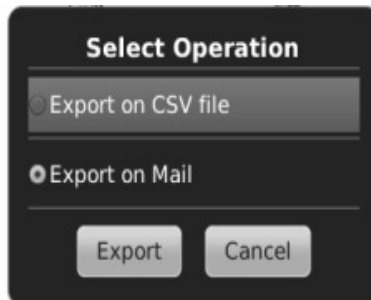 Select Operation
Export on CSV file
Export on Mail
Export Cancel